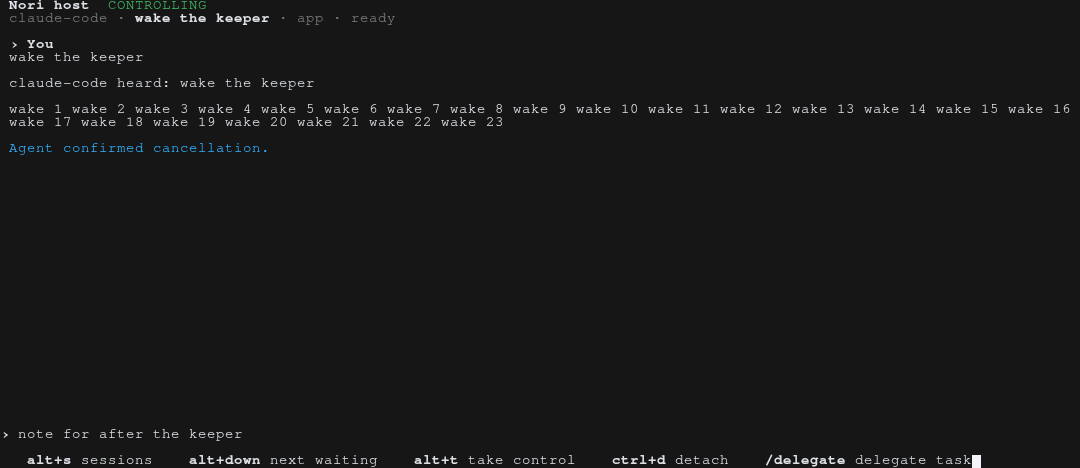 Nori host  CONTROLLING
claude-code · wake the keeper · app · ready
› You
wake the keeper
claude-code heard: wake the keeper
wake 1 wake 2 wake 3 wake 4 wake 5 wake 6 wake 7 wake 8 wake 9 wake 10 wake 11 wake 12 wake 13 wake 14 wake 15 wake 16
wake 17 wake 18 wake 19 wake 20 wake 21 wake 22 wake 23
Agent confirmed cancellation.
› note for after the keeper
alt+s sessions    alt+down next waiting    alt+t take control    ctrl+d detach    /delegate delegate task